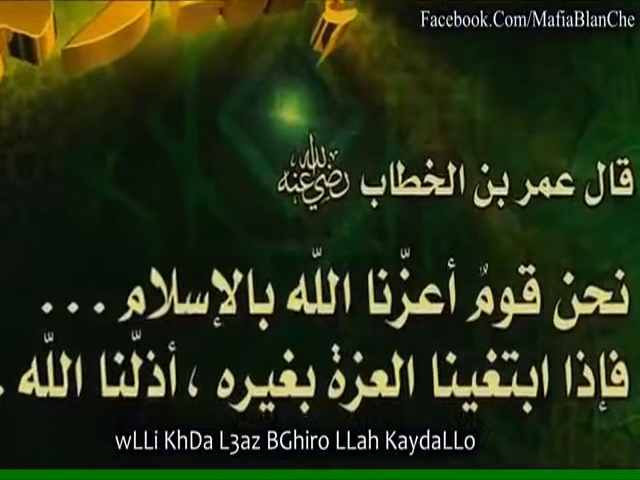 Facebook.Com/MafiaBlanChe
قال عمر بن الخطاب رضي الله عنه
نحن قومٌ أعزّنا اللّه بالإسلام ...
فإذا ابتغينا العزة بغيره ، أذلّنا اللّه .
wLLi KhDa L3az BGhiro LLah KaydaLLo